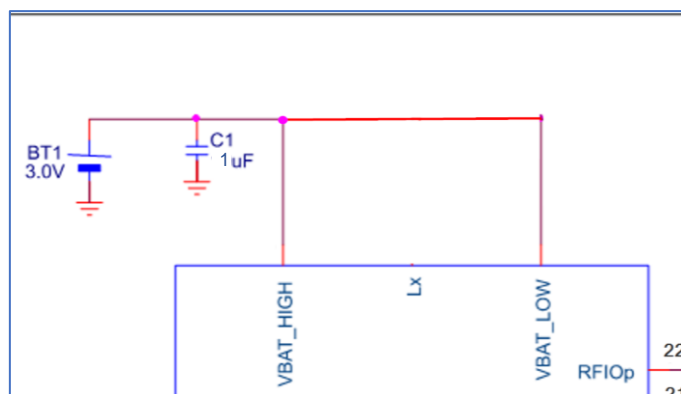 BT1
3.0V
C1
1uF
VBAT_HIGH
Lx
VBAT_LOW
RFIOp
22